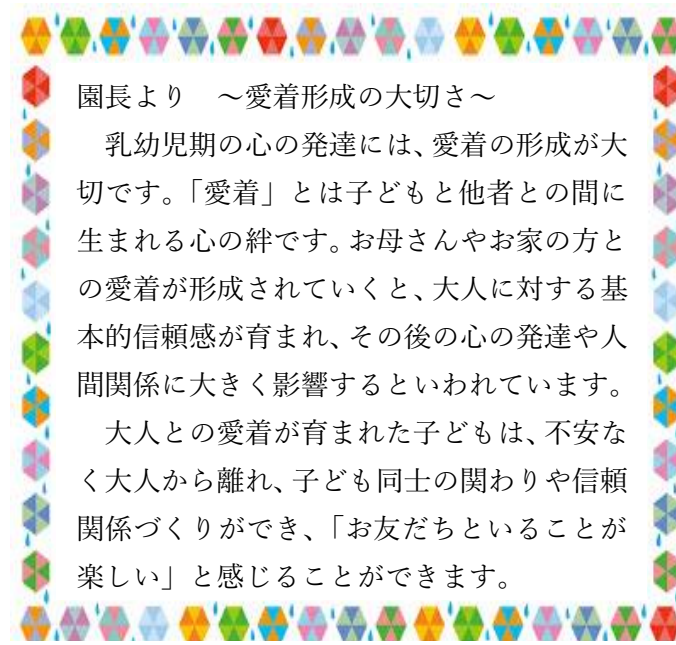 園長より　～愛着形成の大切さ～
　乳幼児期の心の発達には、愛着の形成が大
切です。「愛着」とは子どもと他者との間に
生まれる心の絆です。お母さんやお家の方と
の愛着が形成されていくと、大人に対する基
本的信頼感が育まれ、その後の心の発達や人
間関係に大きく影響するといわれています。
　大人との愛着が育まれた子どもは、不安な
く大人から離れ、子ども同士の関わりや信頼
関係づくりができ、「お友だちといることが
楽しい」と感じることができます。